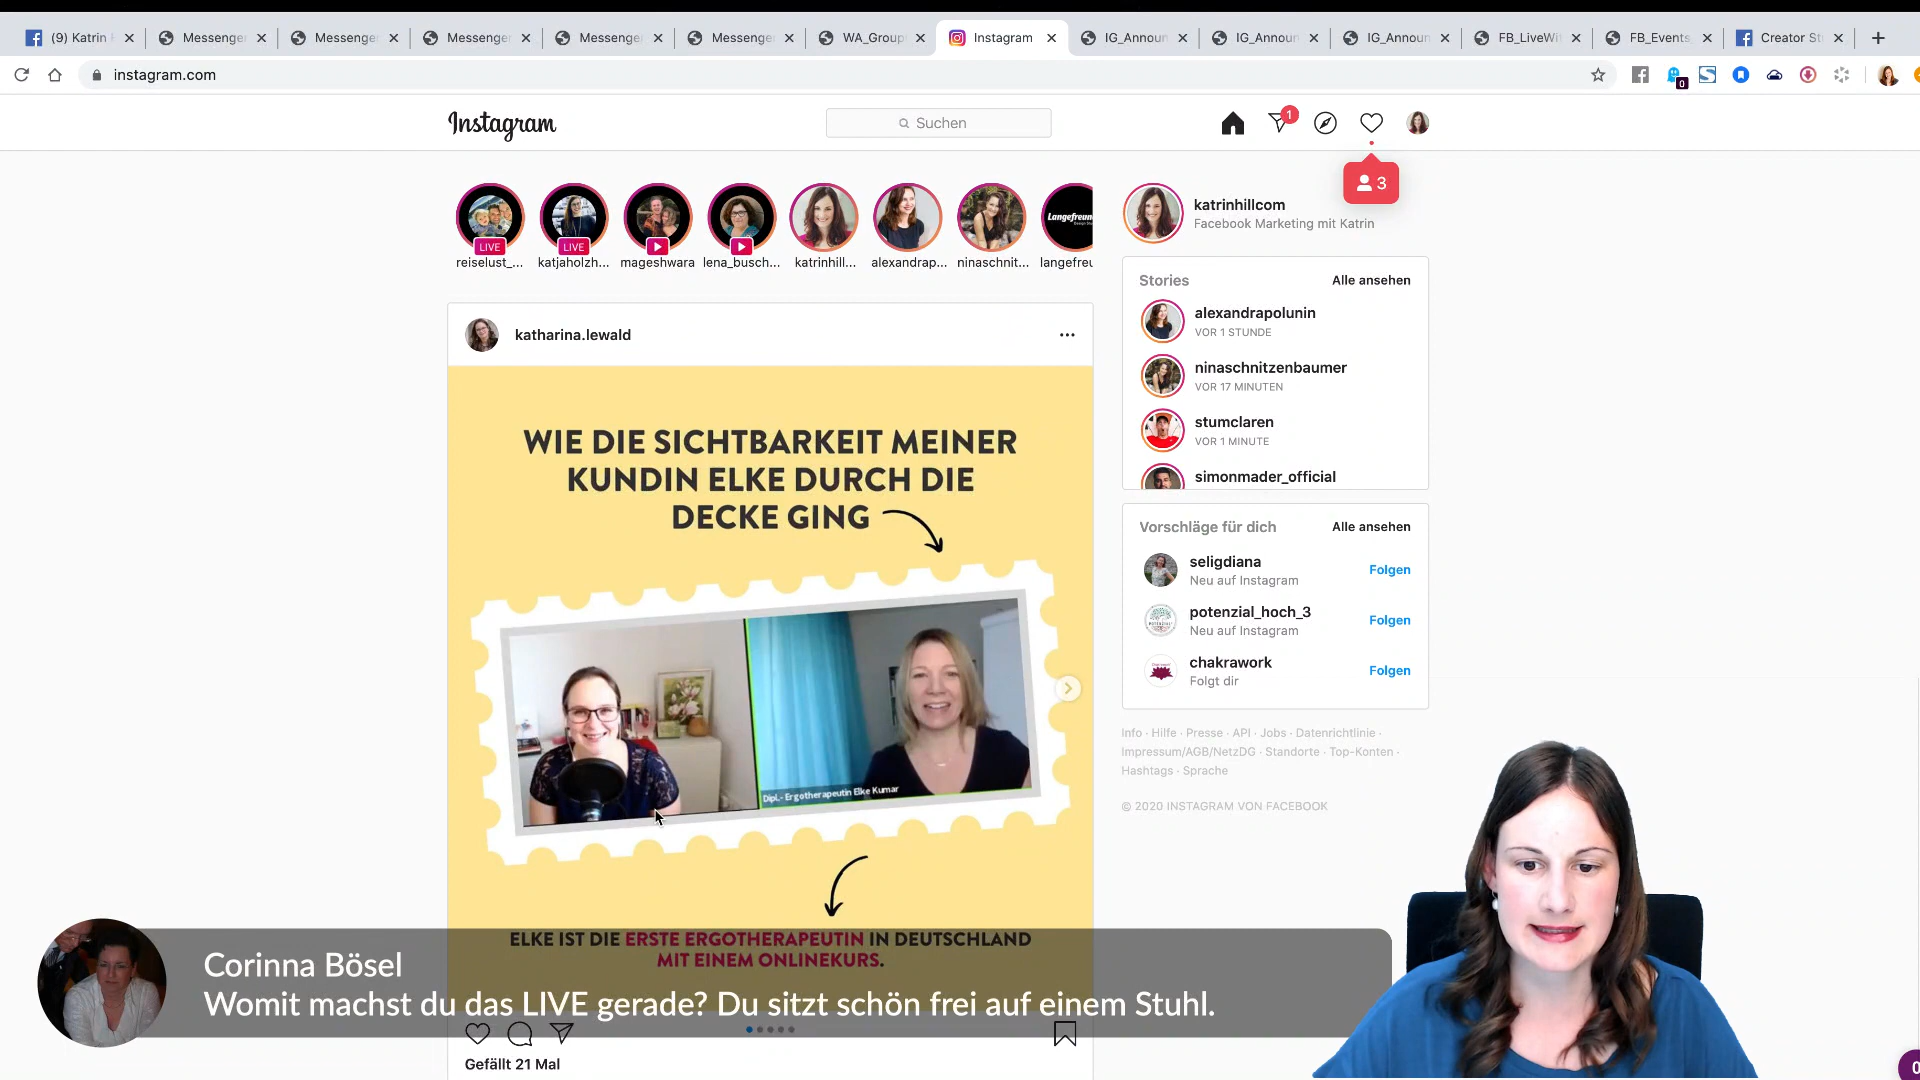 (9) Katrin
Messenger
Messenger
Messenger
Messenger
Messenger
WA_Group
Instagram
IG_Announ
IG_Announ
IG_Announ
FB_LiveWi
FB_Events
Creator St
instagram.com
0
Instagram
Suchen
1
3
LIVE
LIVE
reiselust_...
katjaholzh...
mageshwara
lena_busch...
katrinhill...
alexandrap...
ninaschnit...
langefreu
Langefreun
katrinhillcom
Facebook Marketing mit Katrin
Stories
Alle ansehen
alexandrapolunin
VOR 1 STUNDE
ninaschnitzenbaumer
VOR 17 MINUTEN
stumclaren
VOR 1 MINUTE
simonmader_official
Vorschläge für dich
Alle ansehen
seligdiana
Neu auf Instagram
Folgen
potenzial_hoch_3
Neu auf Instagram
Folgen
chakrawork
Folgt dir
Folgen
Info · Hilfe · Presse · API · Jobs · Datenrichtlinie ·
Impressum/AGB/NetzDG · Standorte · Top-Konten ·
Hashtags · Sprache
© 2020 INSTAGRAM VON FACEBOOK
katharina.lewald
WIE DIE SICHTBARKEIT MEINER
KUNDIN ELKE DURCH DIE
DECKE GING
Dipl.- Ergotherapeutin Elke Kumar
ELKE IST DIE ERSTE ERGOTHERAPEUTIN IN DEUTSCHLAND
MIT EINEM ONLINEKURS.
Corinna Bösel
Womit machst du das LIVE gerade? Du sitzt schön frei auf einem Stuhl.
Gefällt 21 Mal